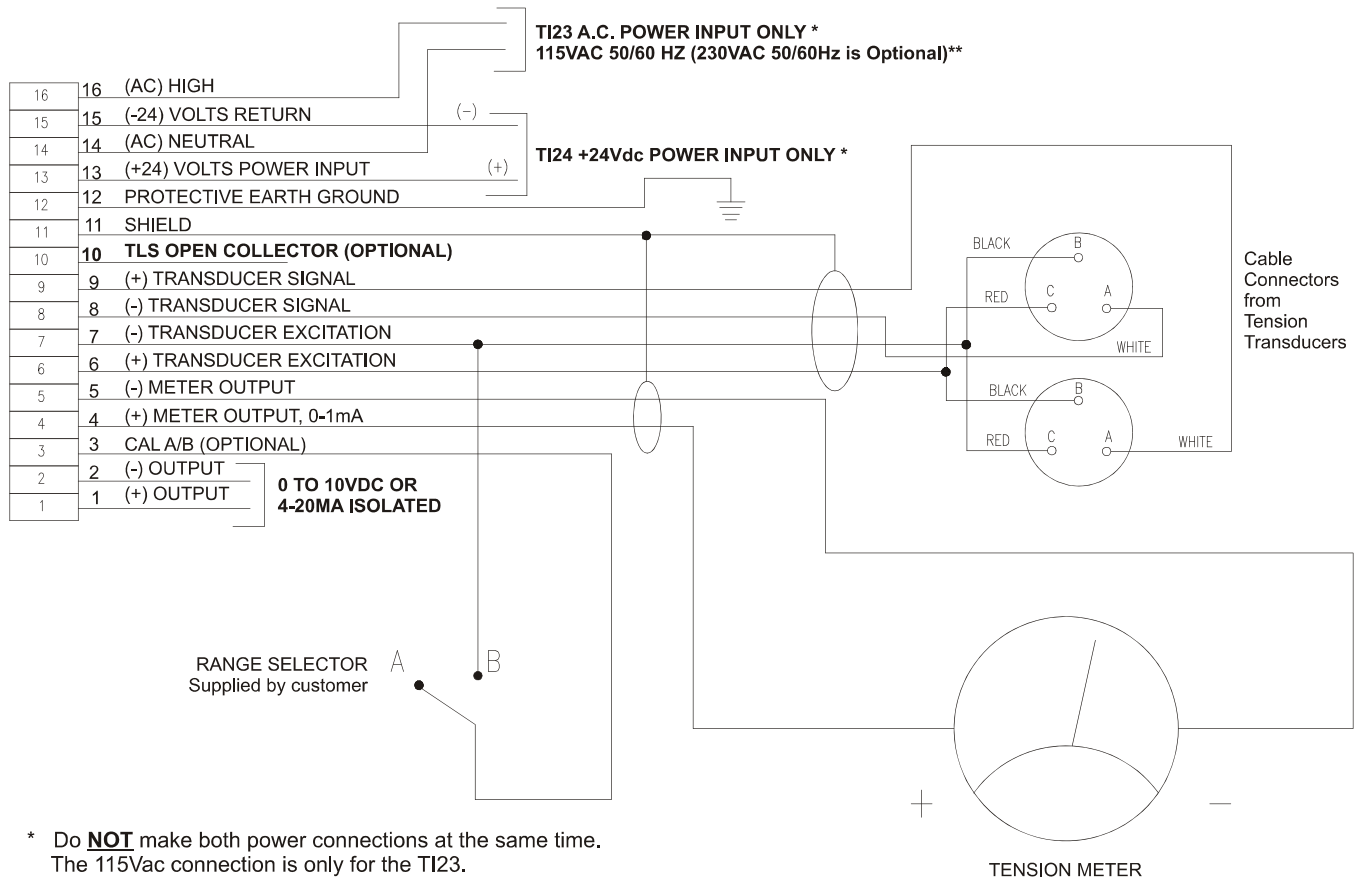 TI23 A.C. POWER INPUT ONLY *
115VAC 50/60 HZ (230VAC 50/60Hz is Optional)**
16 16 (AC) HIGH
15 15 (-24) VOLTS RETURN (-)
14 14 (AC) NEUTRAL
TI24 +24Vdc POWER INPUT ONLY *
13 13 (+24) VOLTS POWER INPUT (+)
12 12 PROTECTIVE EARTH GROUND
11 11 SHIELD
10 10 TLS OPEN COLLECTOR (OPTIONAL)
9 9 (+) TRANSDUCER SIGNAL
8 8 (-) TRANSDUCER SIGNAL
7 7 (-) TRANSDUCER EXCITATION
6 6 (+) TRANSDUCER EXCITATION
5 5 (-) METER OUTPUT
4 4 (+) METER OUTPUT, 0-1mA
3 3 CAL A/B (OPTIONAL)
2 2 (-) OUTPUT
1 1 (+) OUTPUT
0 TO 10VDC OR
4-20MA ISOLATED
BLACK B
RED C A
WHITE
BLACK B
RED C A WHITE
Cable
Connectors
from
Tension
Transducers
RANGE SELECTOR A B
Supplied by customer
+ −
TENSION METER
* Do NOT make both power connections at the same time.
The 115Vac connection is only for the TI23.